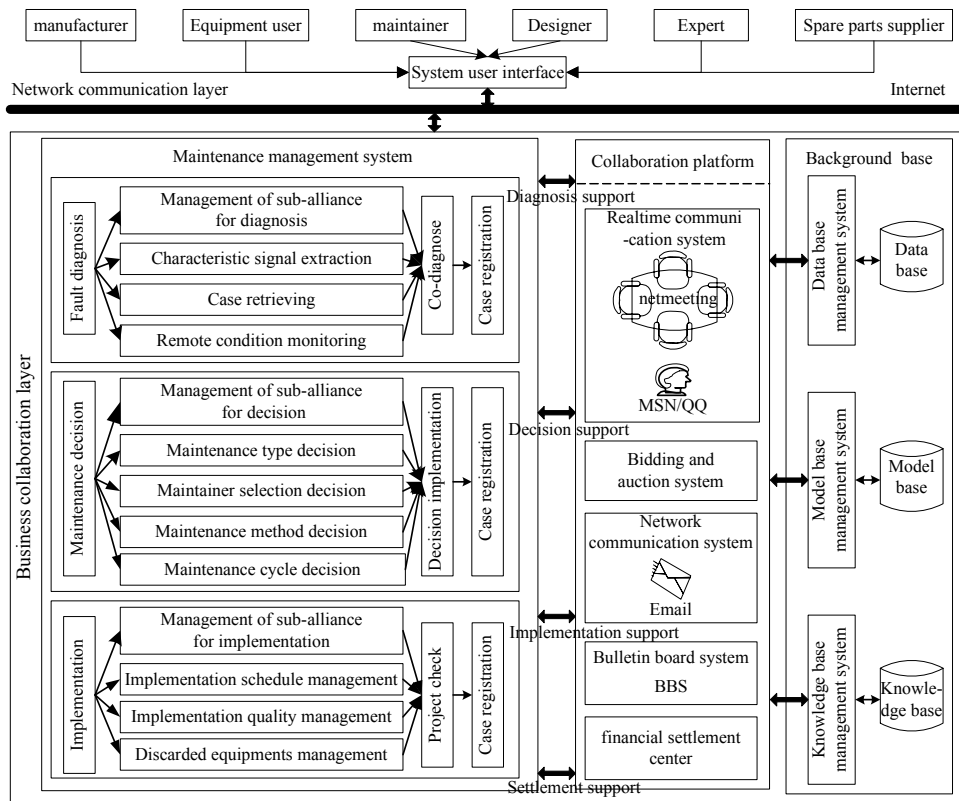 manufacturer
Equipment user
maintainer
Designer
Expert
Spare parts supplier
System user interface
Network communication layer
Internet
Business collaboration layer
Maintenance management system
Fault diagnosis
Management of sub-alliance
for diagnosis
Characteristic signal extraction
Case retrieving
Remote condition monitoring
Co-diagnose
Case registration
Maintenance decision
Management of sub-alliance
for decision
Maintenance type decision
Maintainer selection decision
Maintenance method decision
Maintenance cycle decision
Decision implementation
Case registration
Implementation
Management of sub-alliance
for implementation
Implementation schedule management
Implementation quality management
Discarded equipments management
Project check
Case registration
Diagnosis support
Decision support
Implementation support
Settlement support
Collaboration platform
Realtime communi
-cation system
netmeeting
MSN/QQ
Bidding and
auction system
Network
communication system
Email
Bulletin board system
BBS
financial settlement
center
Background base
Data base
management system
Data
base
Model base
management system
Model
base
Knowledge base
management system
Knowle-
dge base